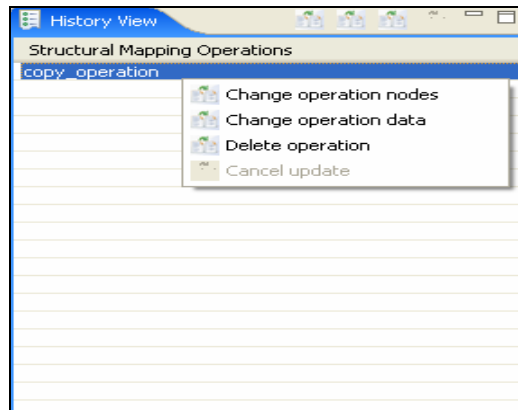 History View
Structural Mapping Operations
copy_operation
Change operation nodes
Change operation data
Delete operation
Cancel update